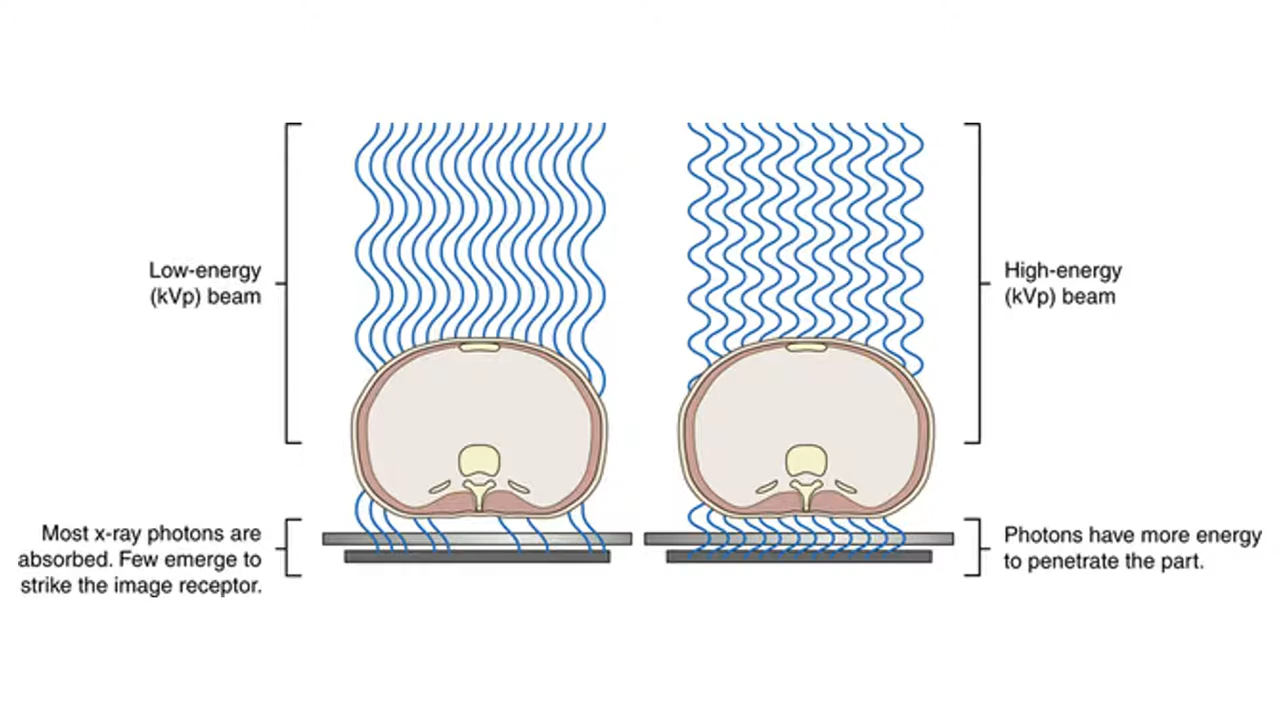 Low-energy
(kVp) beam
High-energy
(kVp) beam
Most x-ray photons are
absorbed. Few emerge to
strike the image receptor.
Photons have more energy
to penetrate the part.